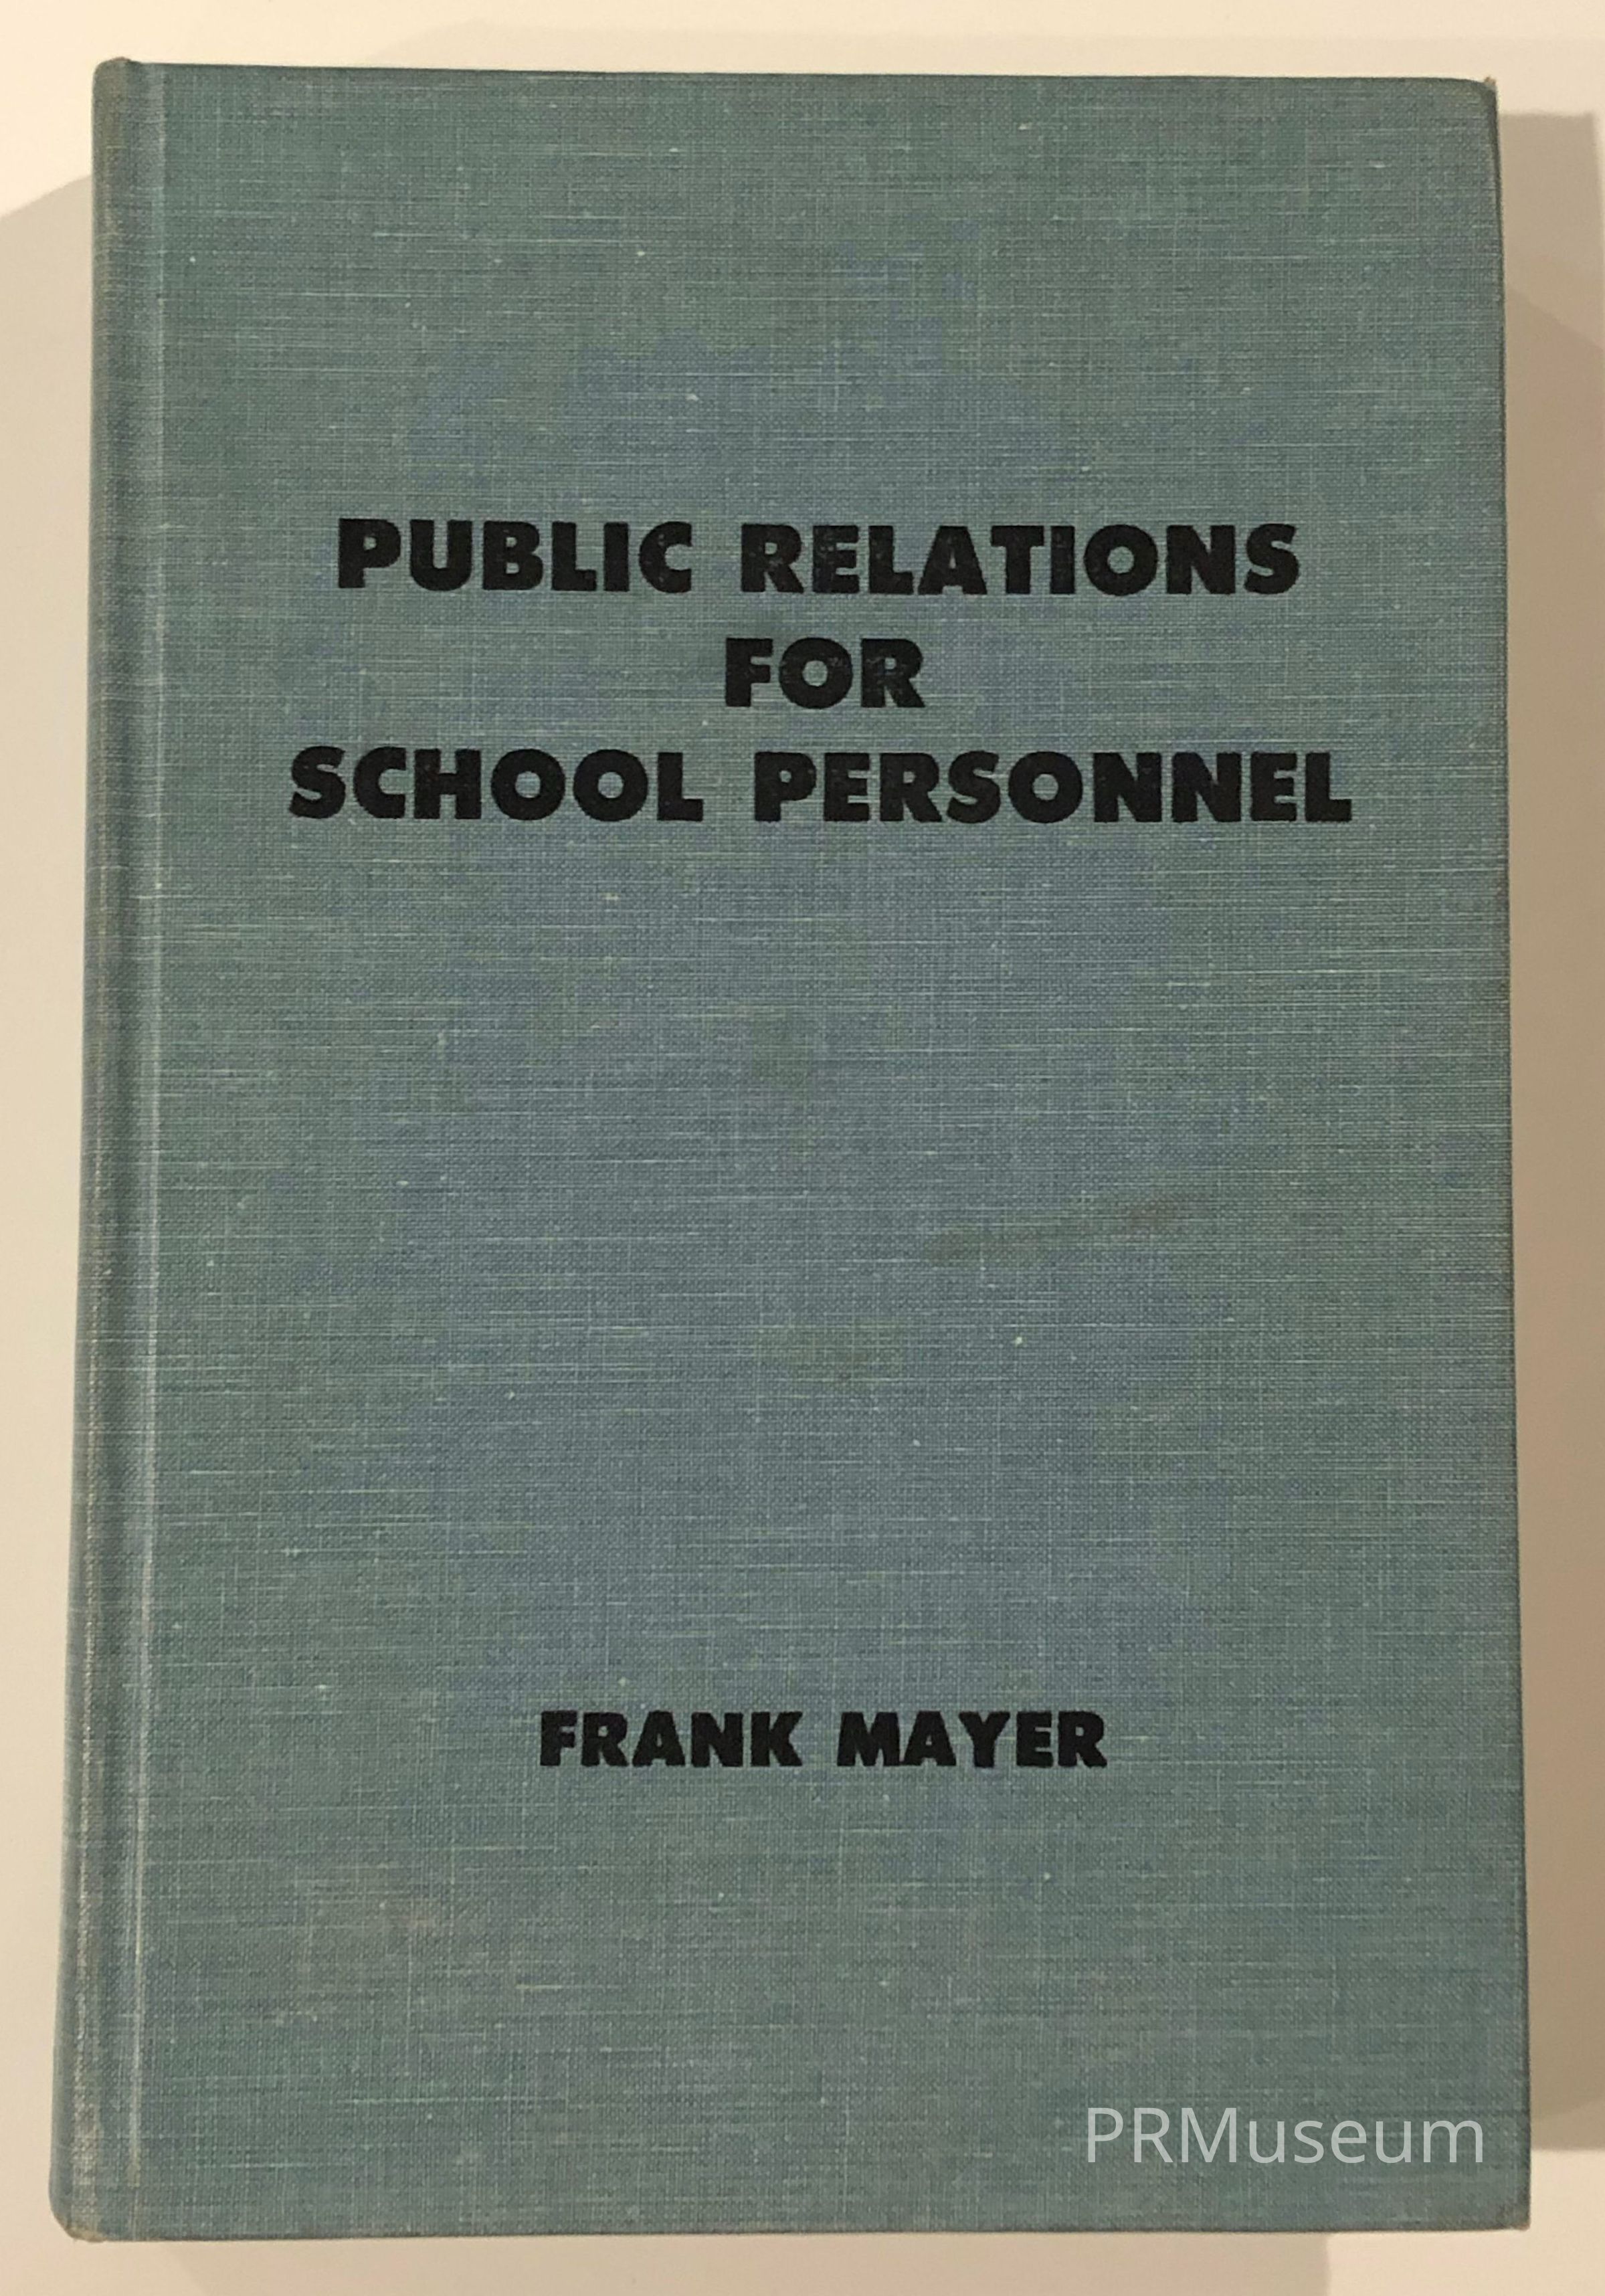 PUBLIC RELATIONS
FOR
SCHOOL PERSONNEL
FRANK MAYER
PRMuseum